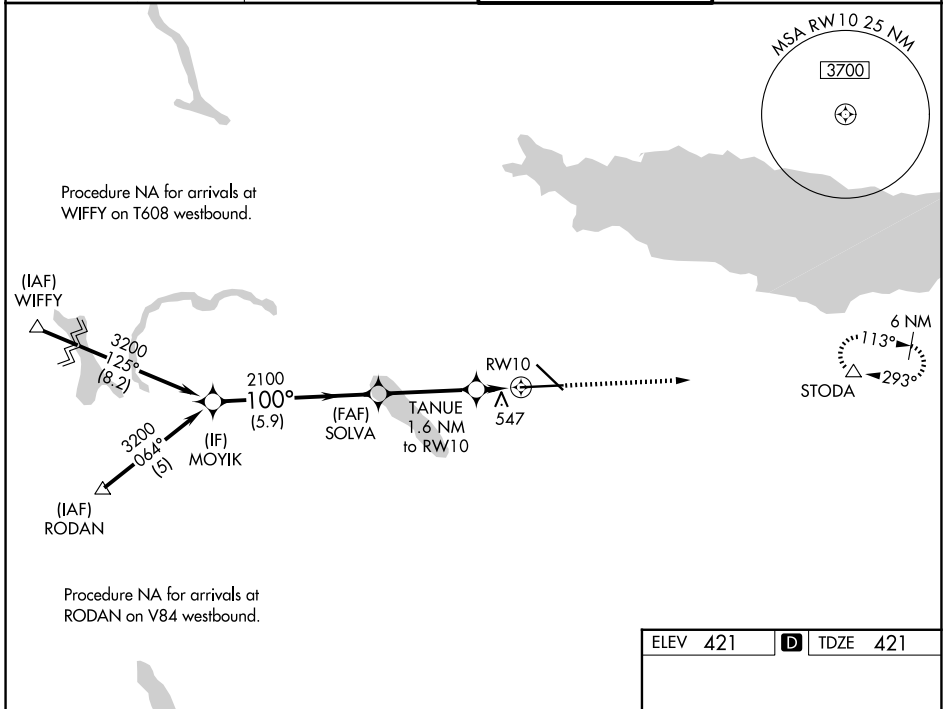 MSA RW10 25 NM
3700
Procedure NA for arrivals at
WIFFY on T608 westbound.
(IAF)
WIFFY
3200
125°
(8.2)
2100
100°
(5.9)
RW10
6 NM
113°
293°
STODA
(FAF)
SOLVA
TANUE
1.6 NM
to RW10
547
3200
064°
(5)
(IF)
MOYIK
(IAF)
RODAN
Procedure NA for arrivals at
RODAN on V84 westbound.
ELEV 421 D TDZE 421